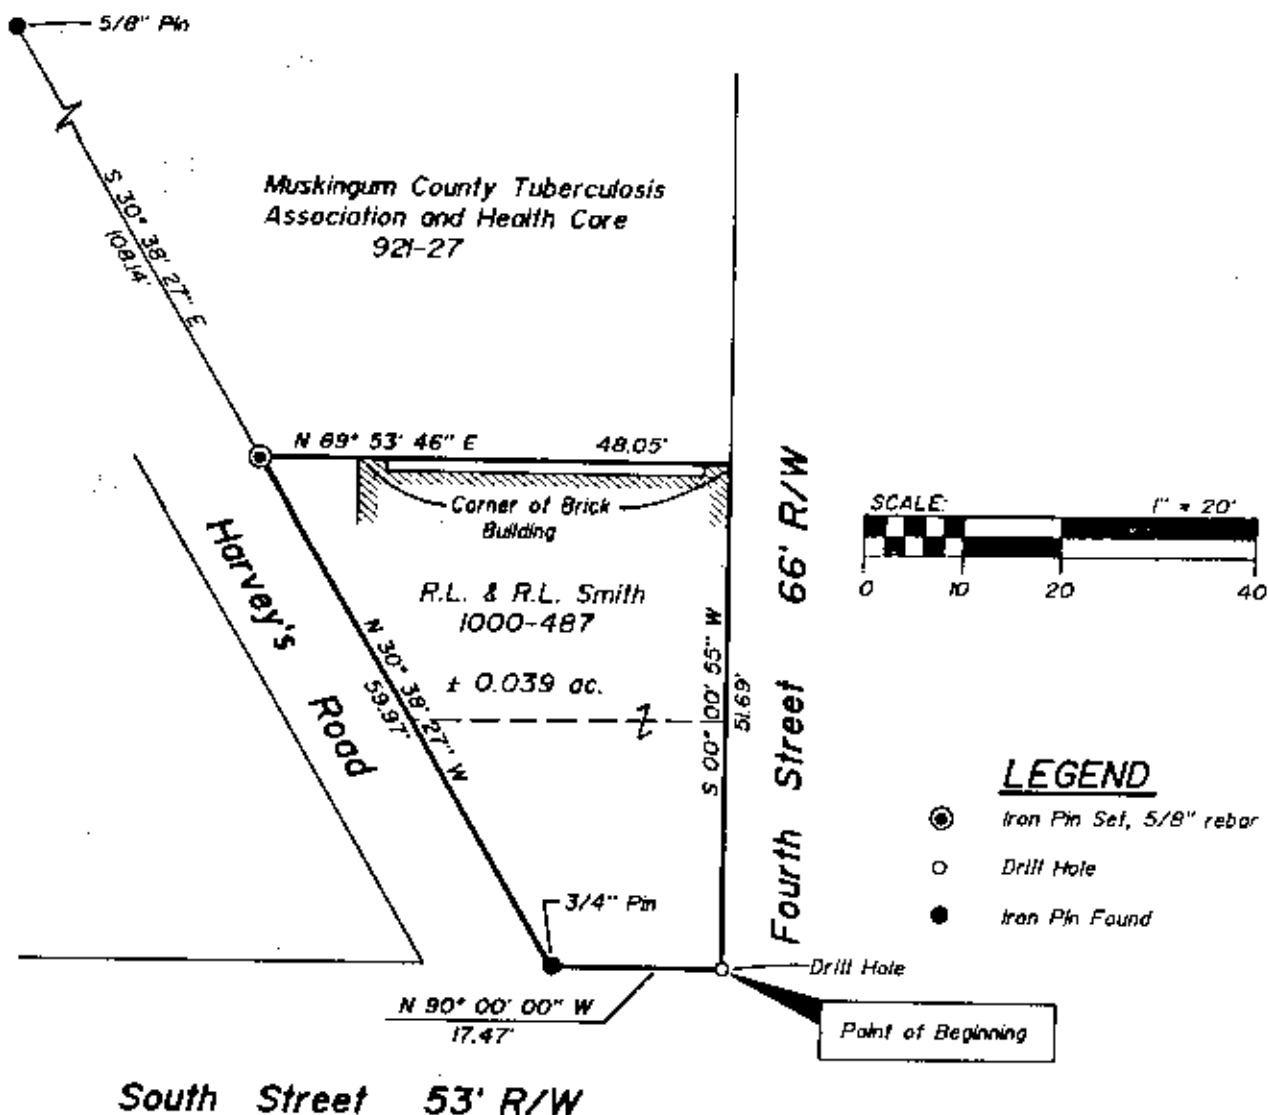 5/8" Pin
S 30° 38' 27" E
108.14'
Muskingum County Tuberculosis
Association and Health Care
921-27
N 89° 53' 46" E
48.05'
Corner of Brick
Building
R.L. & R.L. Smith
1000-487
± 0.039 ac.
N 30° 38' 27" W
59.97'
Harvey's
Road
S 00° 00' 55" W
51.69'
Fourth Street 66' R/W
SCALE: 1" = 20'
0 10 20 40
LEGEND
Iron Pin Set, 5/8" rebar
Drill Hole
Iron Pin Found
3/4" Pin
Drill Hole
N 90° 00' 00" W
17.47'
Point of Beginning
South Street 53' R/W